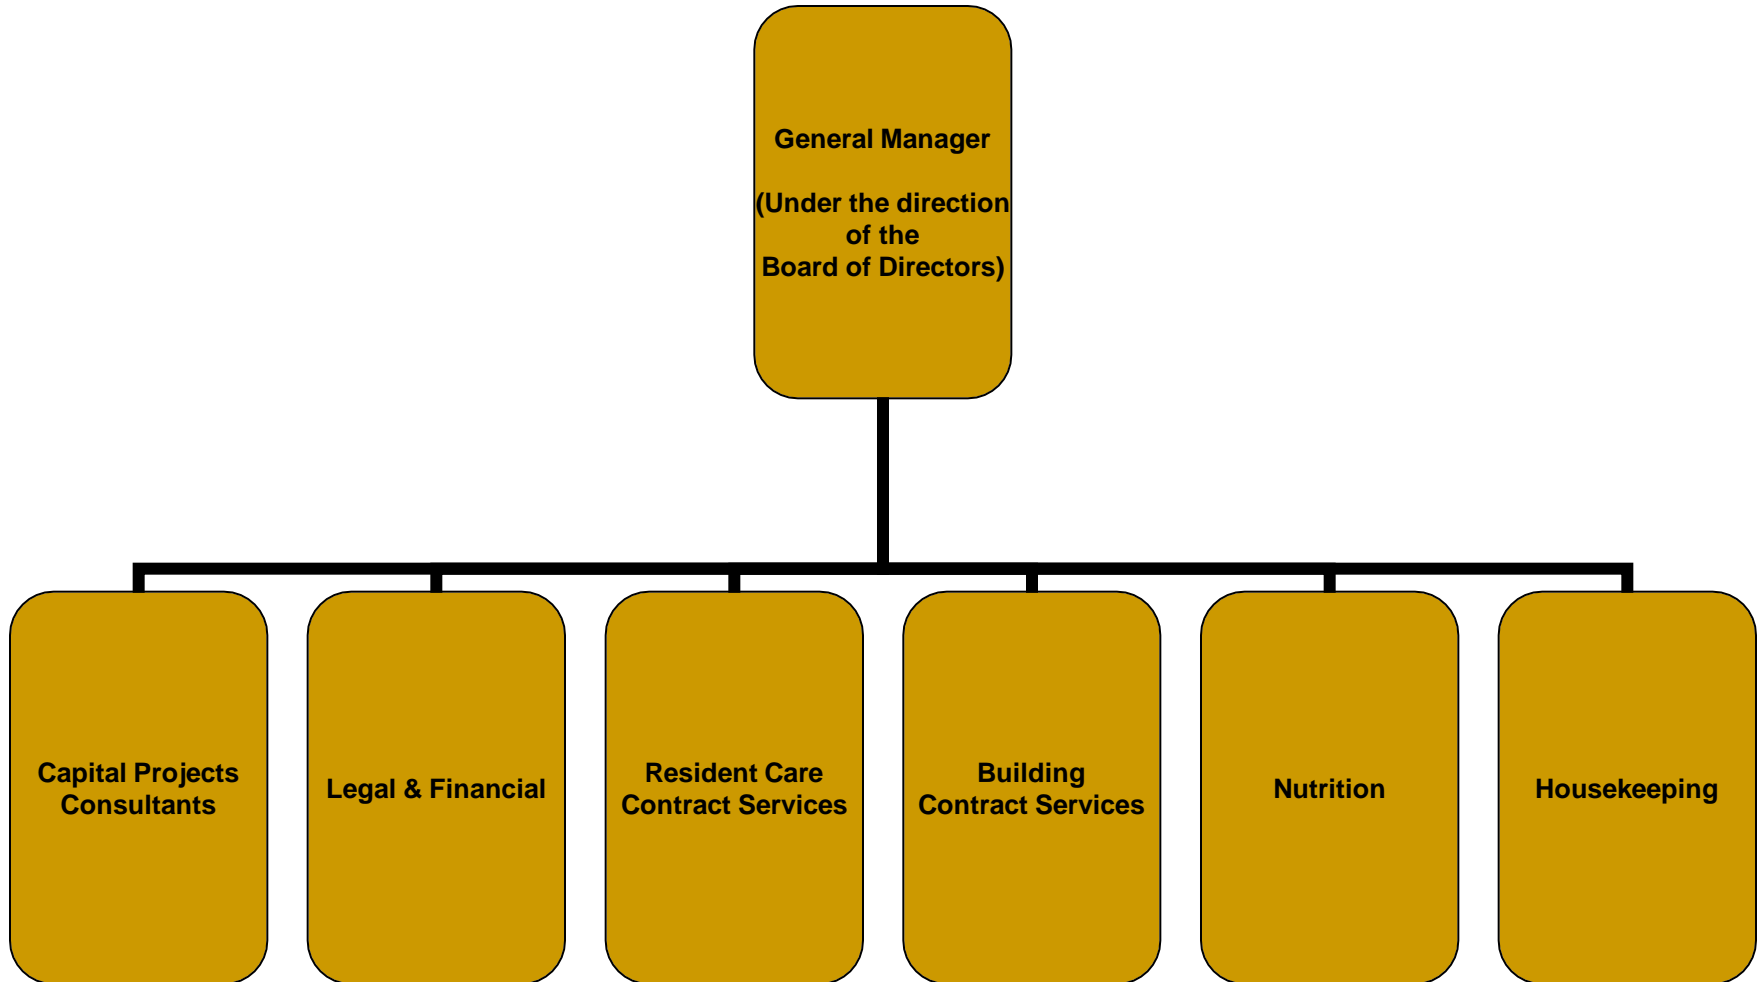 General Manager
(Under the direction
of the
Board of Directors)
Capital Projects
Consultants
Legal & Financial
Resident Care
Contract Services
Building
Contract Services
Nutrition
Housekeeping